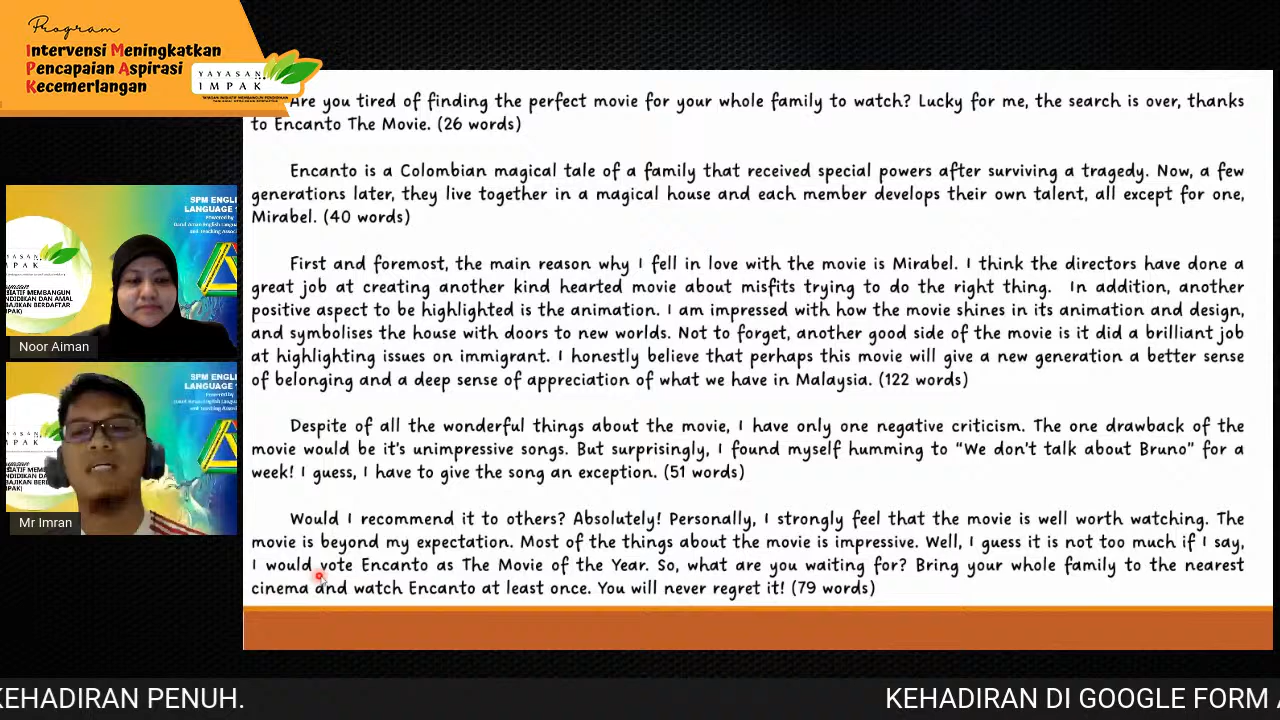 Program
Intervensi Meningkatkan
Pencapaian Aspirasi
Kecemerlangan
YAYASAN
IMPAK
Are you tired of finding the perfect movie for your whole family to watch? Lucky for me, the search is over, thanks
to Encanto The Movie. (26 words)
Encanto is a Colombian magical tale of a family that received special powers after surviving a tragedy. Now, a few
generations later, they live together in a magical house and each member develops their own talent, all except for one,
Mirabel. (40 words)
First and foremost, the main reason why I fell in love with the movie is Mirabel. I think the directors have done a
great job at creating another kind hearted movie about misfits trying to do the right thing. In addition, another
positive aspect to be highlighted is the animation. I am impressed with how the movie shines in its animation and design,
and symbolises the house with doors to new worlds. Not to forget, another good side of the movie is it did a brilliant job
at highlighting issues on immigrant. I honestly believe that perhaps this movie will give a new generation a better sense
of belonging and a deep sense of appreciation of what we have in Malaysia. (122 words)
Despite of all the wonderful things about the movie, I have only one negative criticism. The one drawback of the
movie would be it's unimpressive songs. But surprisingly, I found myself humming to "We don't talk about Bruno" for a
week! I guess, I have to give the song an exception. (51 words)
Would I recommend it to others? Absolutely! Personally, I strongly feel that the movie is well worth watching. The
movie is beyond my expectation. Most of the things about the movie is impressive. Well, I guess it is not too much if I say,
I would vote Encanto as The Movie of the Year. So, what are you waiting for? Bring your whole family to the nearest
cinema and watch Encanto at least once. You will never regret it! (79 words)
SPM ENGL
LANGUAGE
Powered by
Noor Aiman
SPM ENGL
LANGUAGE
Powered by
Mr Imran
KEHADIRAN PENUH.
KEHADIRAN DI GOOGLE FORM